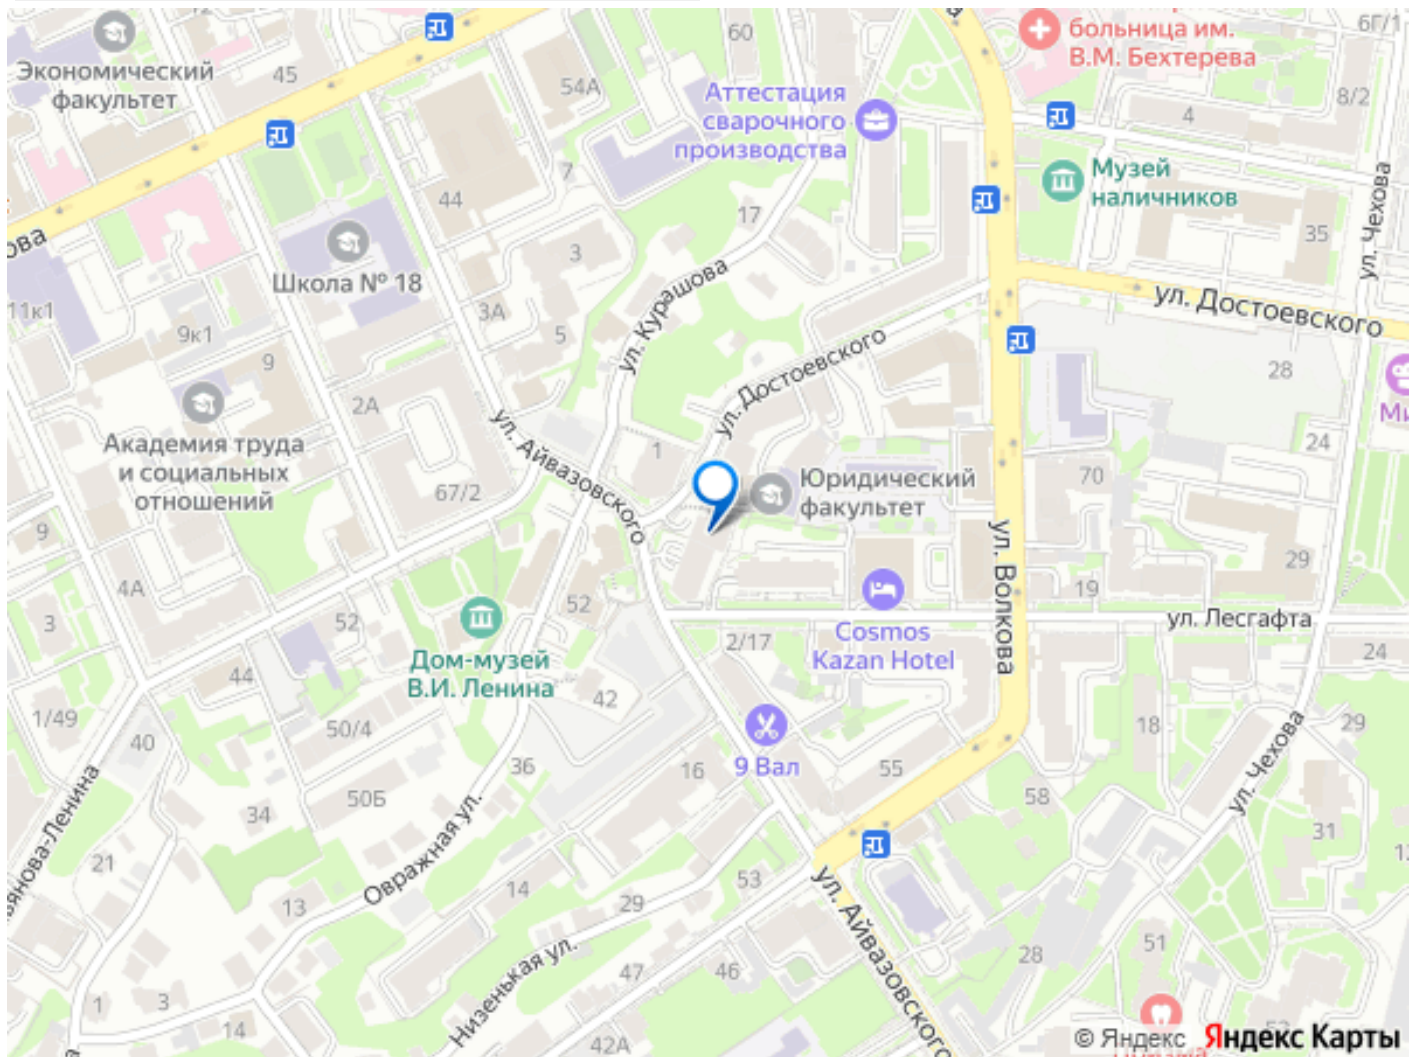 60
больница им.
В.М. Бехтерева
6Г/1
Экономический
факультет
45
54А
Аттестация
сварочного
производства
4
8/2
Музей
наличников
7
44
17
3
35
ул. Чехова
Школа № 18
11к1
9к1
3А
5
ул. Курашова
ул. Достоевского
ул. Достоевского
9
2А
28
Академия труда
и социальных
отношений
ул. Айвазовского
1
67/2
24
70
Юридический
факультет
9
4А
3
52
52
ул. Волкова
29
19
ул. Лесгафта
Cosmos
Kazan Hotel
2/17
24
Дом-музей
В.И. Ленина
44
42
1/49
40
50/4
18
29
36
16
9 Вал
55
ул. Чехова
50Б
34
58
31
21
Овражная ул.
14
53
ул. Айвазовского
13
29
28
51
Низенькая ул.
47
46
1
3
14
42А
© Яндекс Яндекс Карты